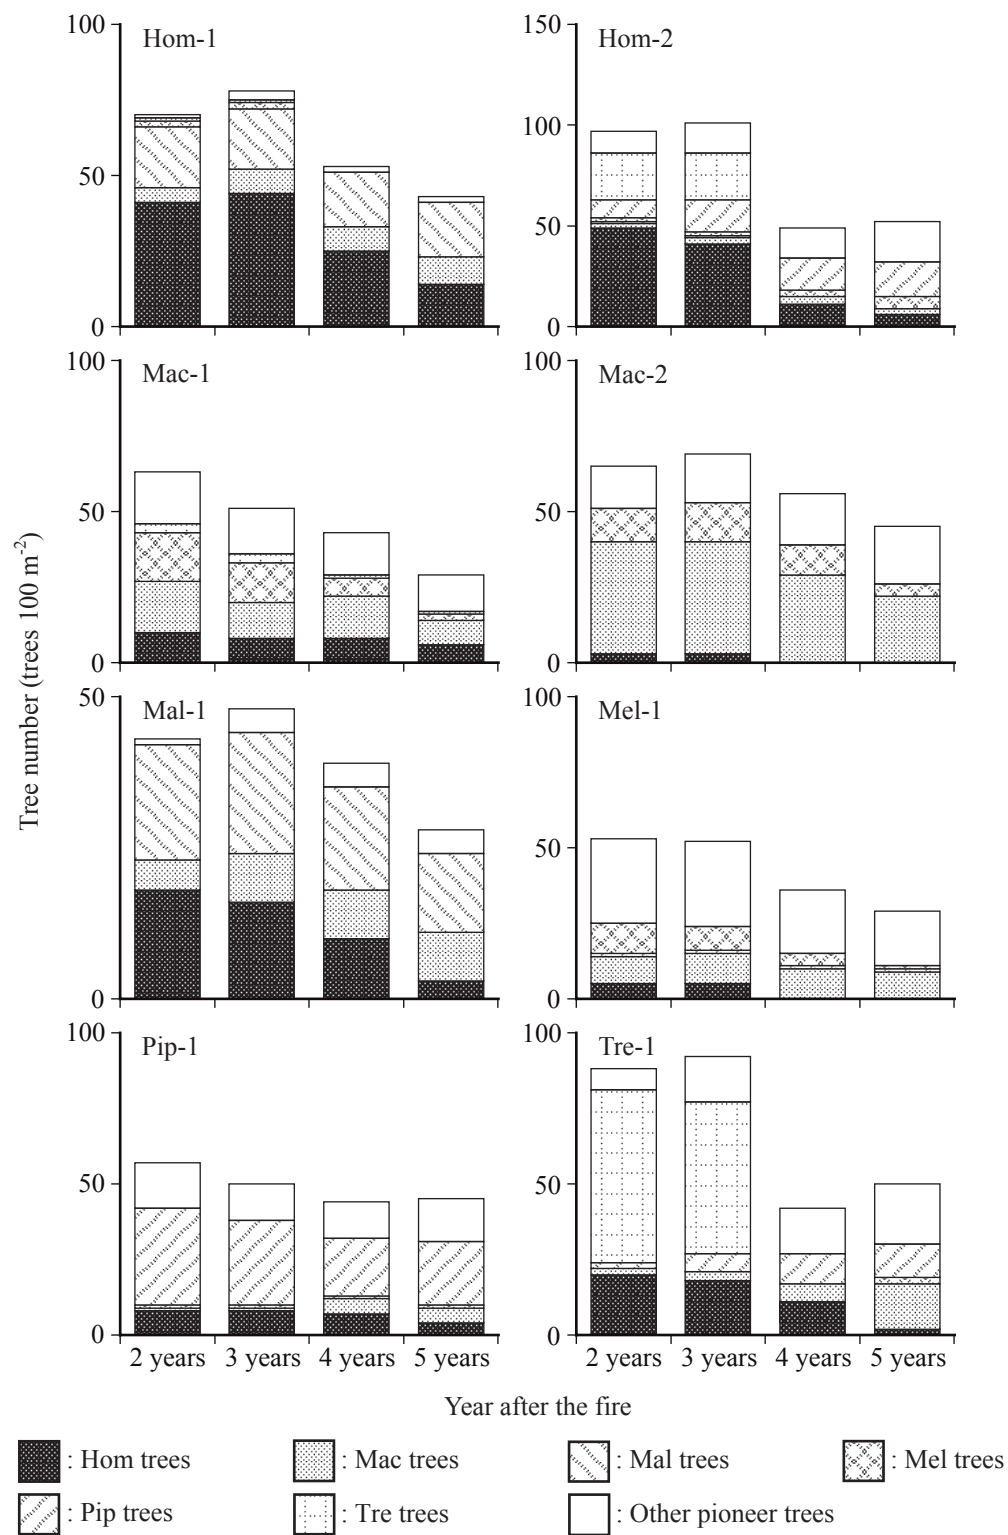 100
50
0
Hom-1
150
100
50
0
Hom-2
100
50
0
Mac-1
100
50
0
Mac-2
50
0
Mal-1
100
50
0
Mel-1
100
50
0
Pip-1
100
50
0
Tre-1
Tree number (trees 100 m-2)
2 years 3 years 4 years 5 years
2 years 3 years 4 years 5 years
Year after the fire
: Hom trees : Mac trees : Mal trees : Mel trees
: Pip trees : Tre trees : Other pioneer trees